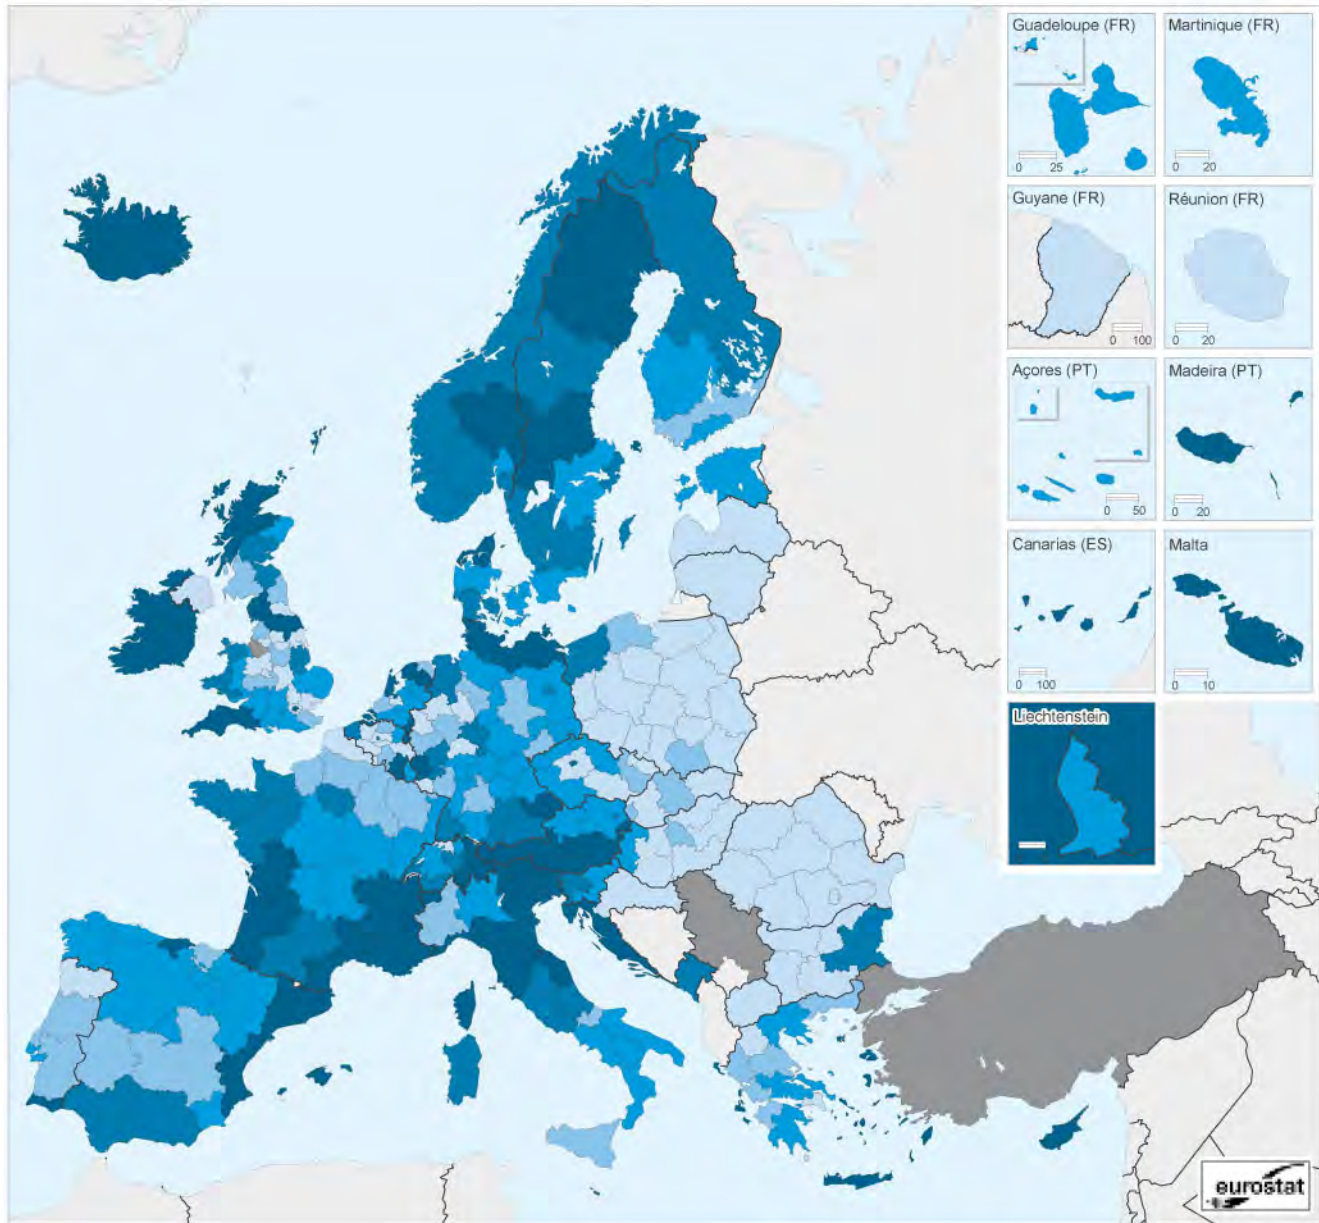 Guadeloupe (FR)
Martinique (FR)
0 25
0 20
Guyane (FR)
Réunion (FR)
0 100
0 20
Açores (PT)
Madeira (PT)
0 50
0 20
Canarias (ES)
Malta
0 100
0 10
Liechtenstein
eurostat